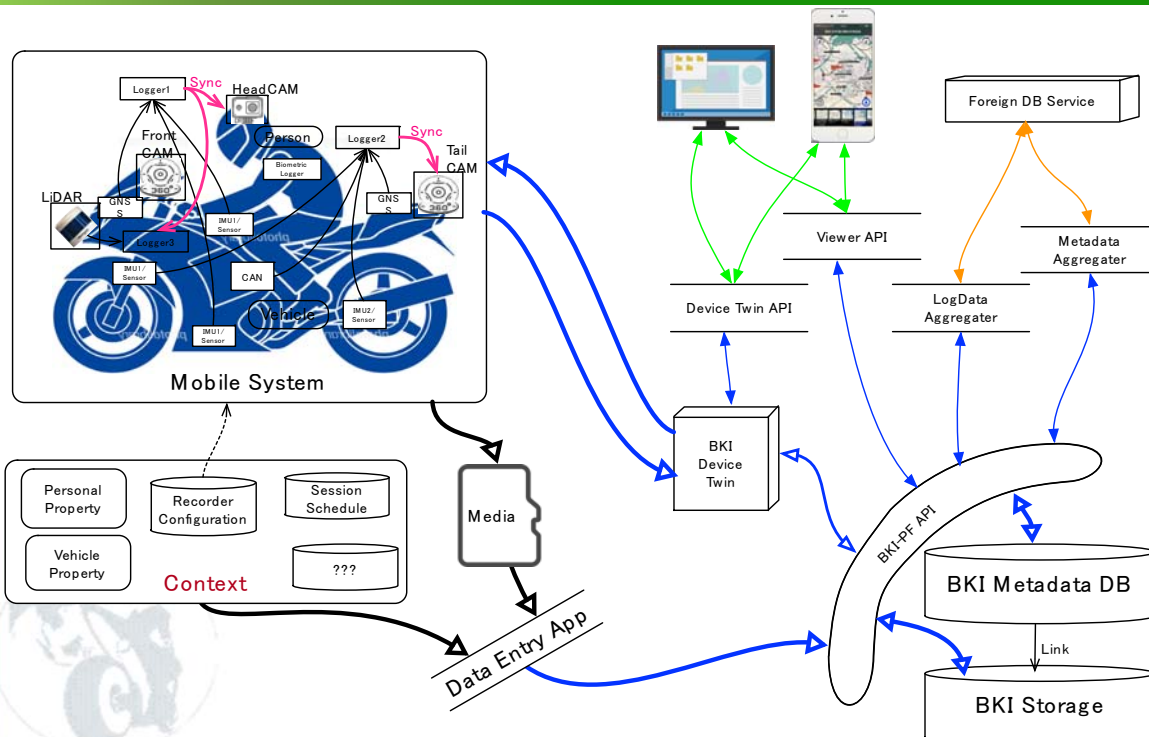 Logger1
Sync
HeadCAM
Front
CAM
Person
Logger2
Sync
Tail
CAM
Biometric
Logger
LiDAR
GNS
S
GNS
S
360°
360°
IMU1/
Sensor
Logger3
IMU1/
Sensor
CAN
Vehicle
IMU2/
Sensor
IMU1/
Sensor
Mobile System
Foreign DB Service
Viewer API
Metadata
Aggregater
Device Twin API
LogData
Aggregater
BKI
Device
Twin
BKI-PF API
Personal
Property
Recorder
Configuration
Session
Schedule
Vehicle
Property
???
Context
Media
Data Entry App
BKI Metadata DB
Link
BKI Storage